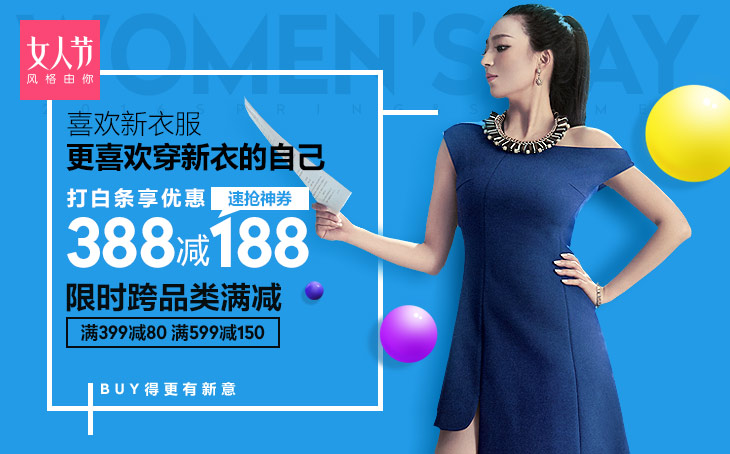 WOMEN'S DAY
女人节
风格由你
喜欢新衣服
更喜欢穿新衣的自己
打白条享优惠 速抢神券
388减188
限时跨品类满减
满399减80 满599减150
BUY得更有新意